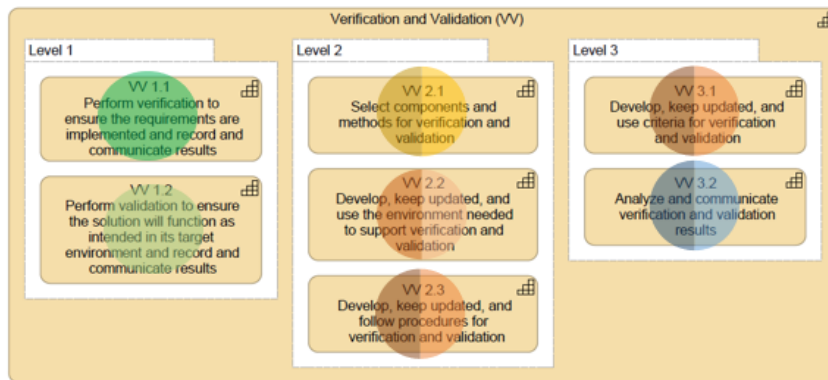 Verification and Validation (VV)
Level 1
VV 1.1
Perform verification to
ensure the requirements are
implemented and record and
communicate results
VV 1.2
Perform validation to ensure
the solution will function as
intended in its target
environment and record and
communicate results
Level 2
VV 2.1
Select components and
methods for verification and
validation
VV 2.2
Develop, keep updated, and
use the environment needed
to support verification and
validation
VV 2.3
Develop, keep updated, and
follow procedures for
verification and validation
Level 3
VV 3.1
Develop, keep updated, and
use criteria for verification
and validation
VV 3.2
Analyze and communicate
verification and validation
results